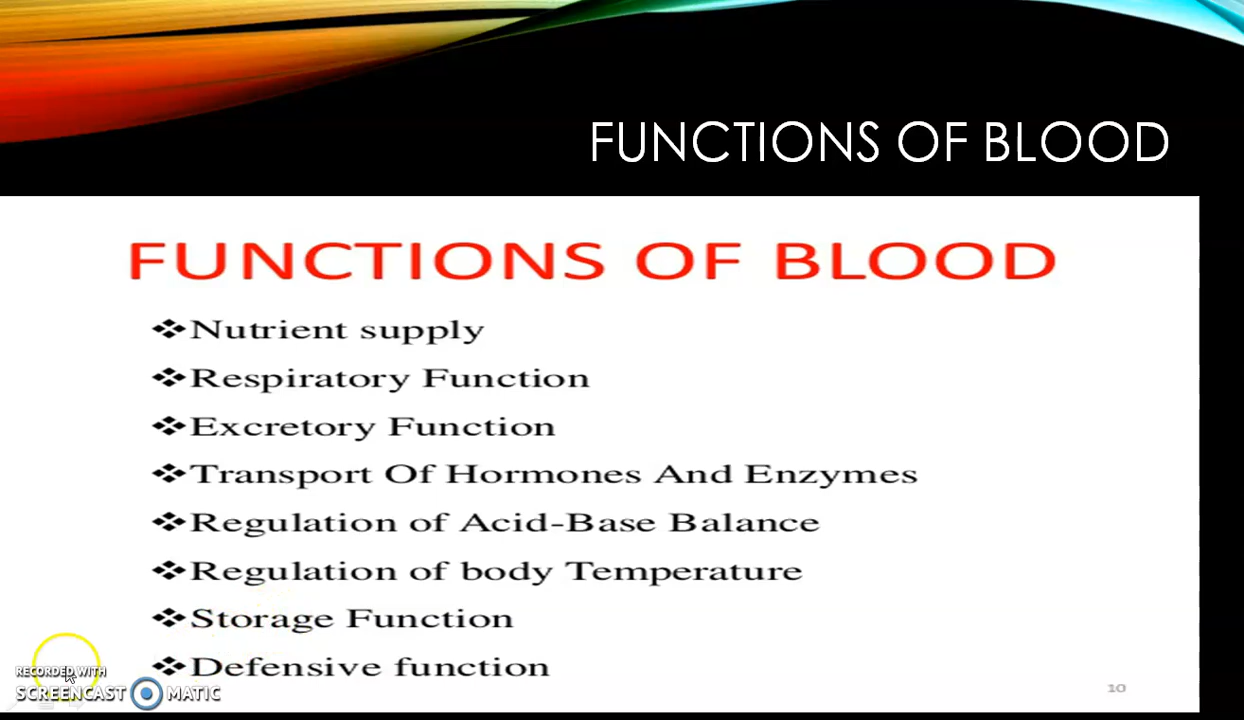 FUNCTIONS OF BLOOD
FUNCTIONS OF BLOOD
❖Nutrient supply
❖Respiratory Function
❖Excretory Function
❖Transport Of Hormones And Enzymes
❖Regulation of Acid-Base Balance
❖Regulation of body Temperature
❖Storage Function
❖Defensive function
RECORDED WITH
SCREENCAST MATIC
10